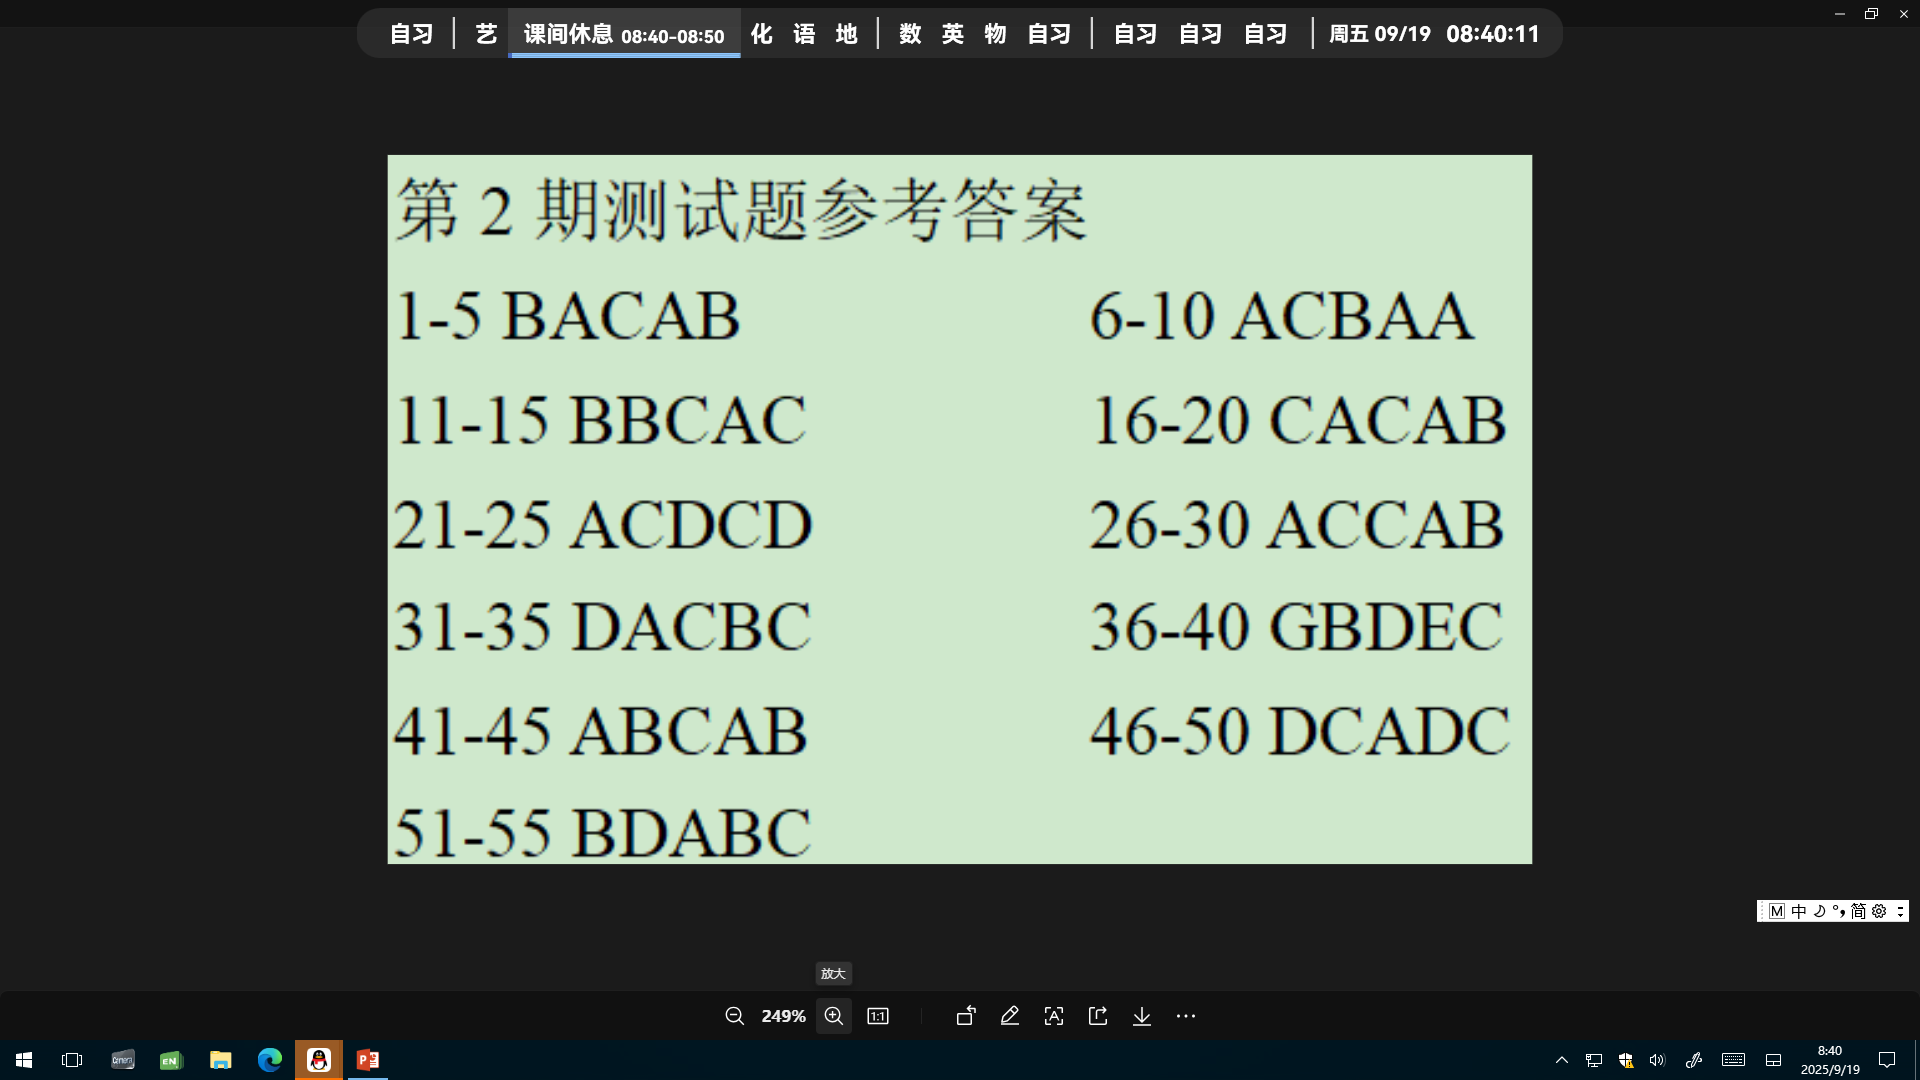 自习 | 艺 课间休息 08:40-08:50 化 语 地 | 数 英 物 自习 | 自习 自习 自习 | 周五 09/19 08:40:11
第 2 期测试题参考答案
1-5 BACAB 6-10 ACBAA
11-15 BBCAC 16-20 CACAB
21-25 ACDCD 26-30 ACCAB
31-35 DACBC 36-40 GBDEC
41-45 ABCAB 46-50 DCADC
51-55 BDABC
M 中 简
放大
249% 1:1
Camera EN 8:40
2025/9/19